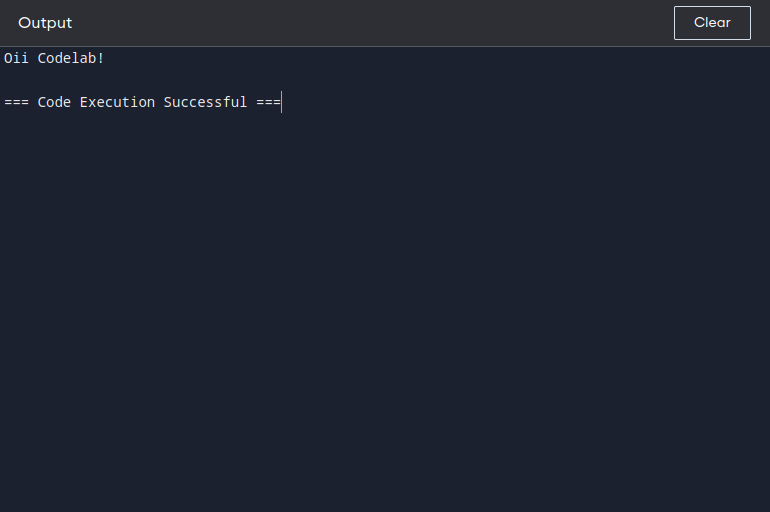 Output
Clear
Oii Codelab!
=== Code Execution Successful ===